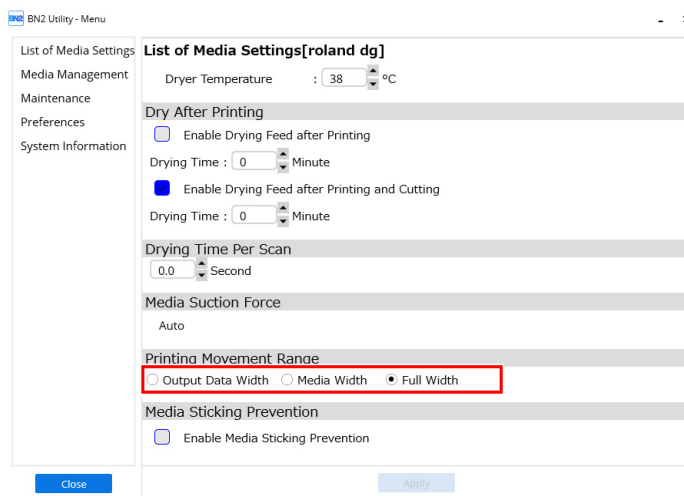 BN2 BN2 Utility - Menu
List of Media Settings
Media Management
Maintenance
Preferences
System Information
List of Media Settings[roland dg]
Dryer Temperature : 38 °C
Dry After Printing
Enable Drying Feed after Printing
Drying Time : 0 Minute
Enable Drying Feed after Printing and Cutting
Drying Time : 0 Minute
Drying Time Per Scan
0.0 Second
Media Suction Force
Auto
Printing Movement Range
Output Data Width Media Width Full Width
Media Sticking Prevention
Enable Media Sticking Prevention
Close Apply